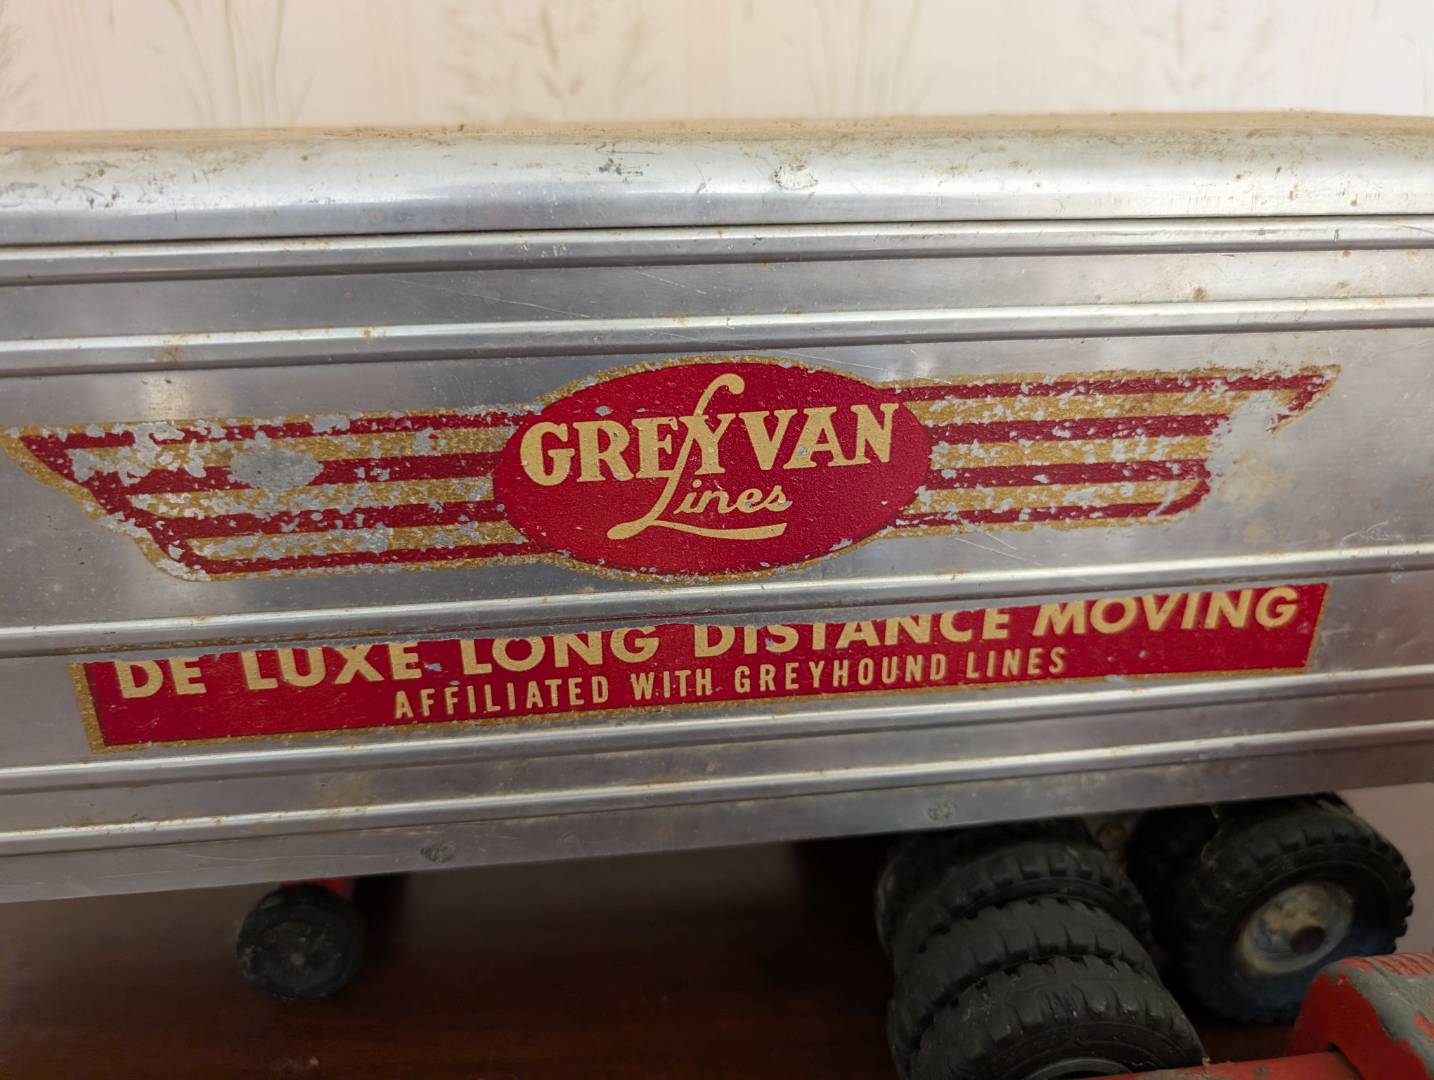 GREYVAN
Lines
DE LUXE LONG DISTANCE MOVING
AFFILIATED WITH GREYHOUND LINES